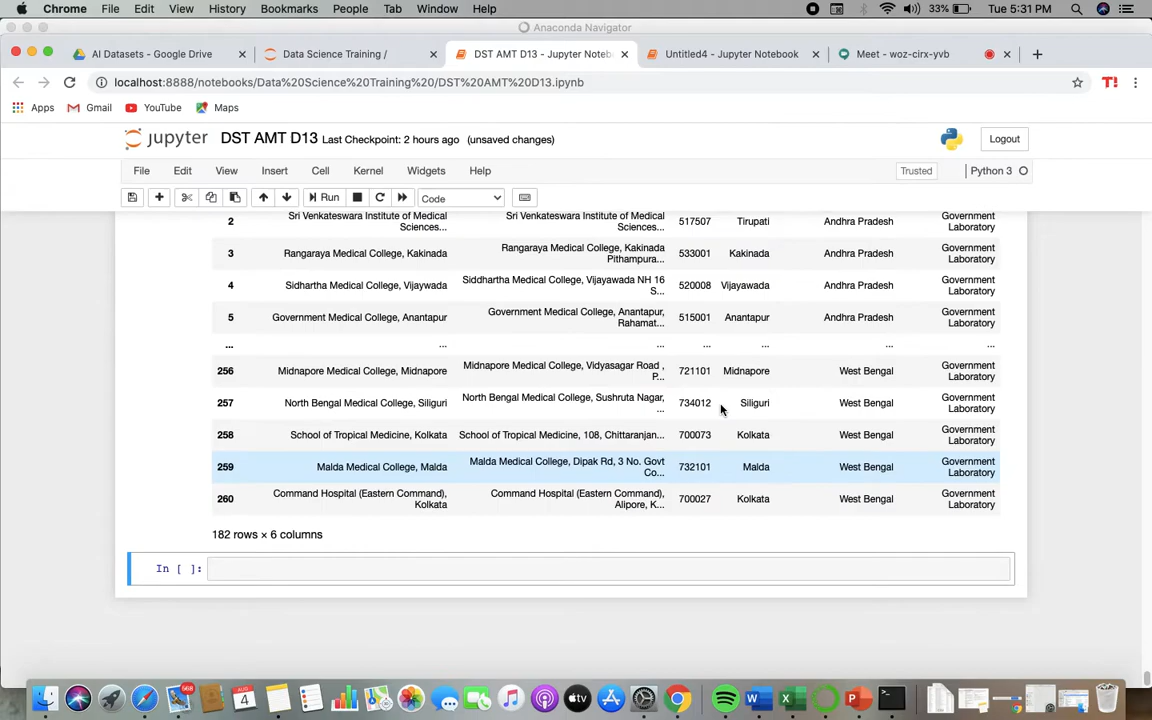 Chrome File Edit View History Bookmarks People Tab Window Help 33% Tue 5:31 PM
Anaconda Navigator
AI Datasets - Google Drive × Data Science Training / × DST AMT D13 - Jupyter Noteb × Untitled4 - Jupyter Notebook × Meet - woz-cirx-yvb ×
localhost:8888/notebooks/Data%20Science%20Training%20/DST%20AMT%20D13.ipynb
Apps Gmail YouTube Maps
jupyter DST AMT D13 Last Checkpoint: 2 hours ago (unsaved changes) Logout
File Edit View Insert Cell Kernel Widgets Help Trusted Python 3
Run Code
2 Sri Venkateswara Institute of Medical Sciences... Sri Venkateswara Institute of Medical Sciences... 517507 Tirupati Andhra Pradesh Government Laboratory
3 Rangaraya Medical College, Kakinada Rangaraya Medical College, Kakinada Pithampura... 533001 Kakinada Andhra Pradesh Government Laboratory
4 Sidhartha Medical College, Vijaywada Siddhartha Medical College, Vijayawada NH 16 S... 520008 Vijayawada Andhra Pradesh Government Laboratory
5 Government Medical College, Anantapur Government Medical College, Anantapur, Rahamat... 515001 Anantapur Andhra Pradesh Government Laboratory
... ... ... ... ... ... ...
256 Midnapore Medical College, Midnapore Midnapore Medical College, Vidyasagar Road , P... 721101 Midnapore West Bengal Government Laboratory
257 North Bengal Medical College, Siliguri North Bengal Medical College, Sushruta Nagar, ... 734012 Siliguri West Bengal Government Laboratory
258 School of Tropical Medicine, Kolkata School of Tropical Medicine, 108, Chittaranjan... 700073 Kolkata West Bengal Government Laboratory
259 Malda Medical College, Malda Malda Medical College, Dipak Rd, 3 No. Govt Co... 732101 Malda West Bengal Government Laboratory
260 Command Hospital (Eastern Command), Kolkata Command Hospital (Eastern Command), Alipore, K... 700027 Kolkata West Bengal Government Laboratory
182 rows × 6 columns
In [ ]:
568
AUG
4
tv